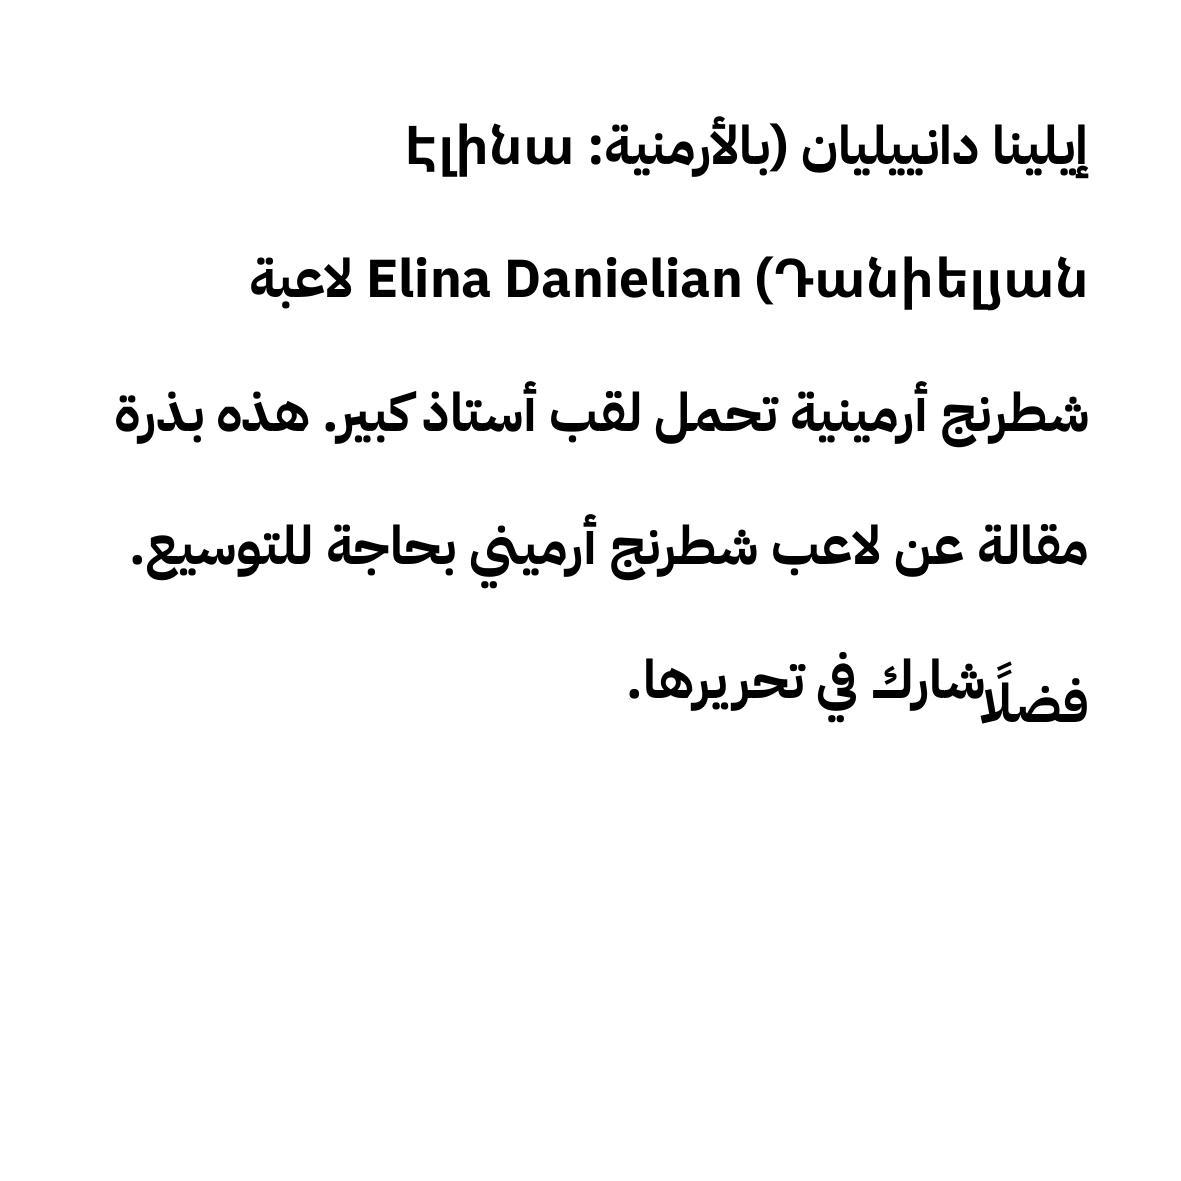 إيلينا دانييليان (بالأرمنية: Էլինա
Դանիելյան) Elina Danielian لاعبة
شطرنج أرمينية تحمل لقب أستاذ كبير. هذه بذرة
مقالة عن لاعب شطرنج أرميني بحاجة للتوسيع.
فضلًا شارك في تحريرها.